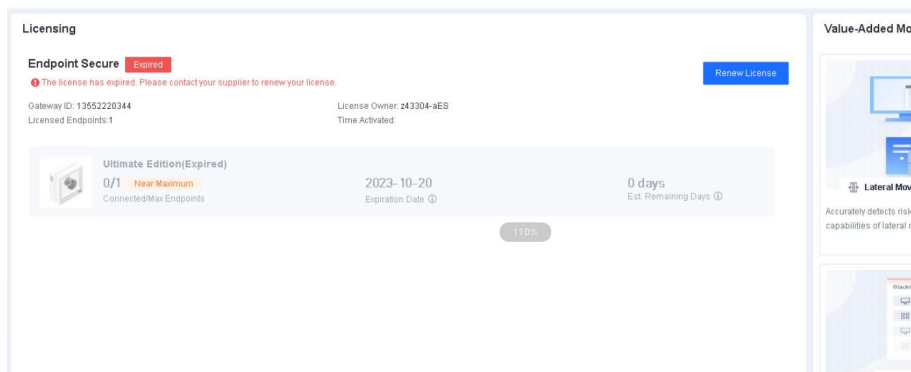 Licensing
Value-Added Mo
Endpoint Secure Expired
The license has expired. Please contact your supplier to renew your license.
Renew License
Gateway ID: 13552220344
License Owner: z43304-aES
Licensed Endpoints:1
Time Activated:
Ultimate Edition(Expired)
0/1 Near Maximum
2023-10-20
0 days
Connected/Max Endpoints
Expiration Date
Est. Remaining Days
110%
Lateral Mov
Accurately detects risk
capabilities of lateral